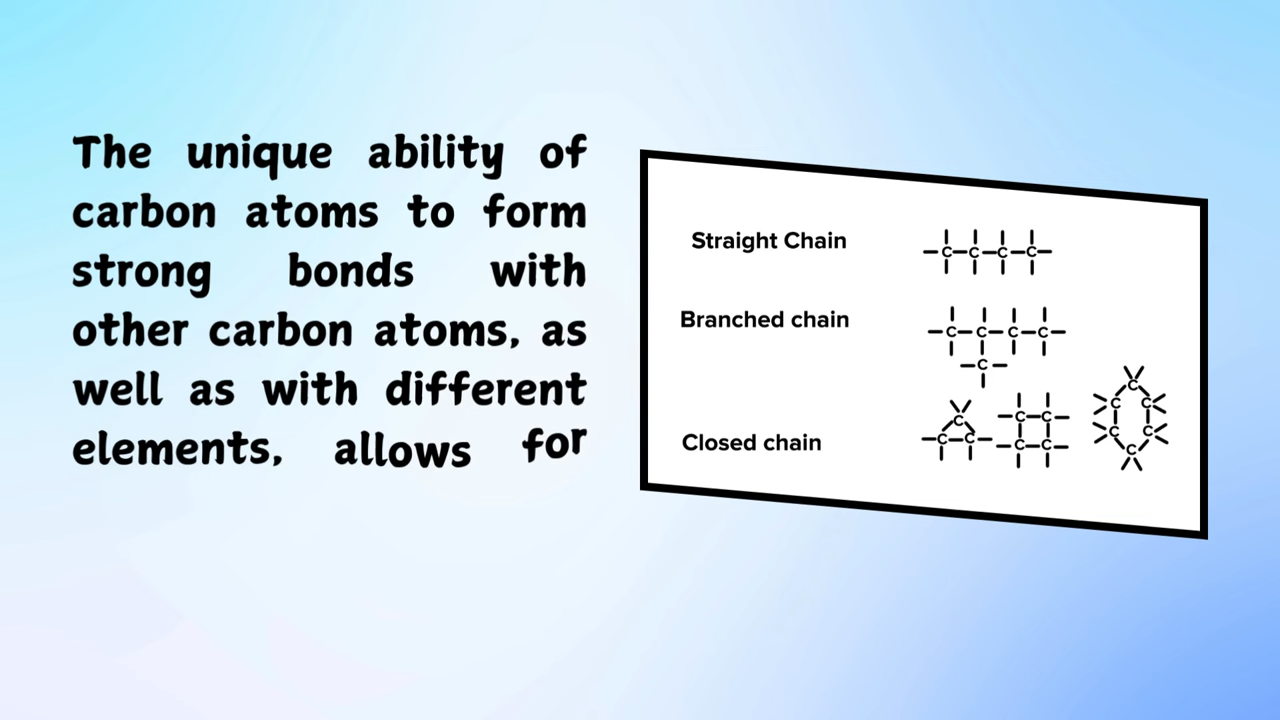 The unique ability of
carbon atoms to form
strong bonds with
other carbon atoms, as
well as with different
elements, allows for
Straight Chain
-C-C-C-C-
Branched chain
-C-C-C-C-
-C-
Closed chain
C
-C-C-
-C-C-
-C-C-
C
C C
C C
C